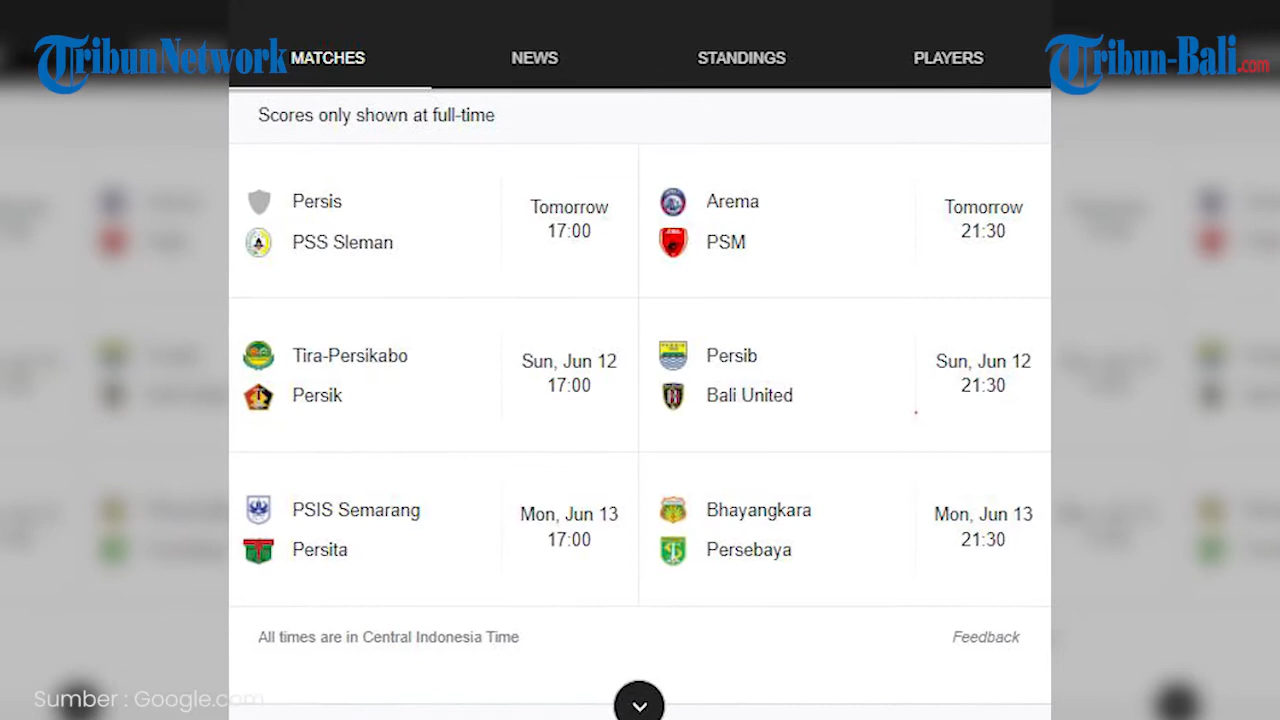 TribunNetwork
MATCHES
NEWS
STANDINGS
PLAYERS
Tribun-Bali.com
Scores only shown at full-time
Persis
PSS Sleman
Tomorrow
17:00
Arema
PSM
Tomorrow
21:30
Tira-Persikabo
Persik
Sun, Jun 12
17:00
Persib
Bali United
Sun, Jun 12
21:30
PSIS Semarang
Persita
Mon, Jun 13
17:00
Bhayangkara
Persebaya
Mon, Jun 13
21:30
All times are in Central Indonesia Time
Feedback
Sumber : Google.com